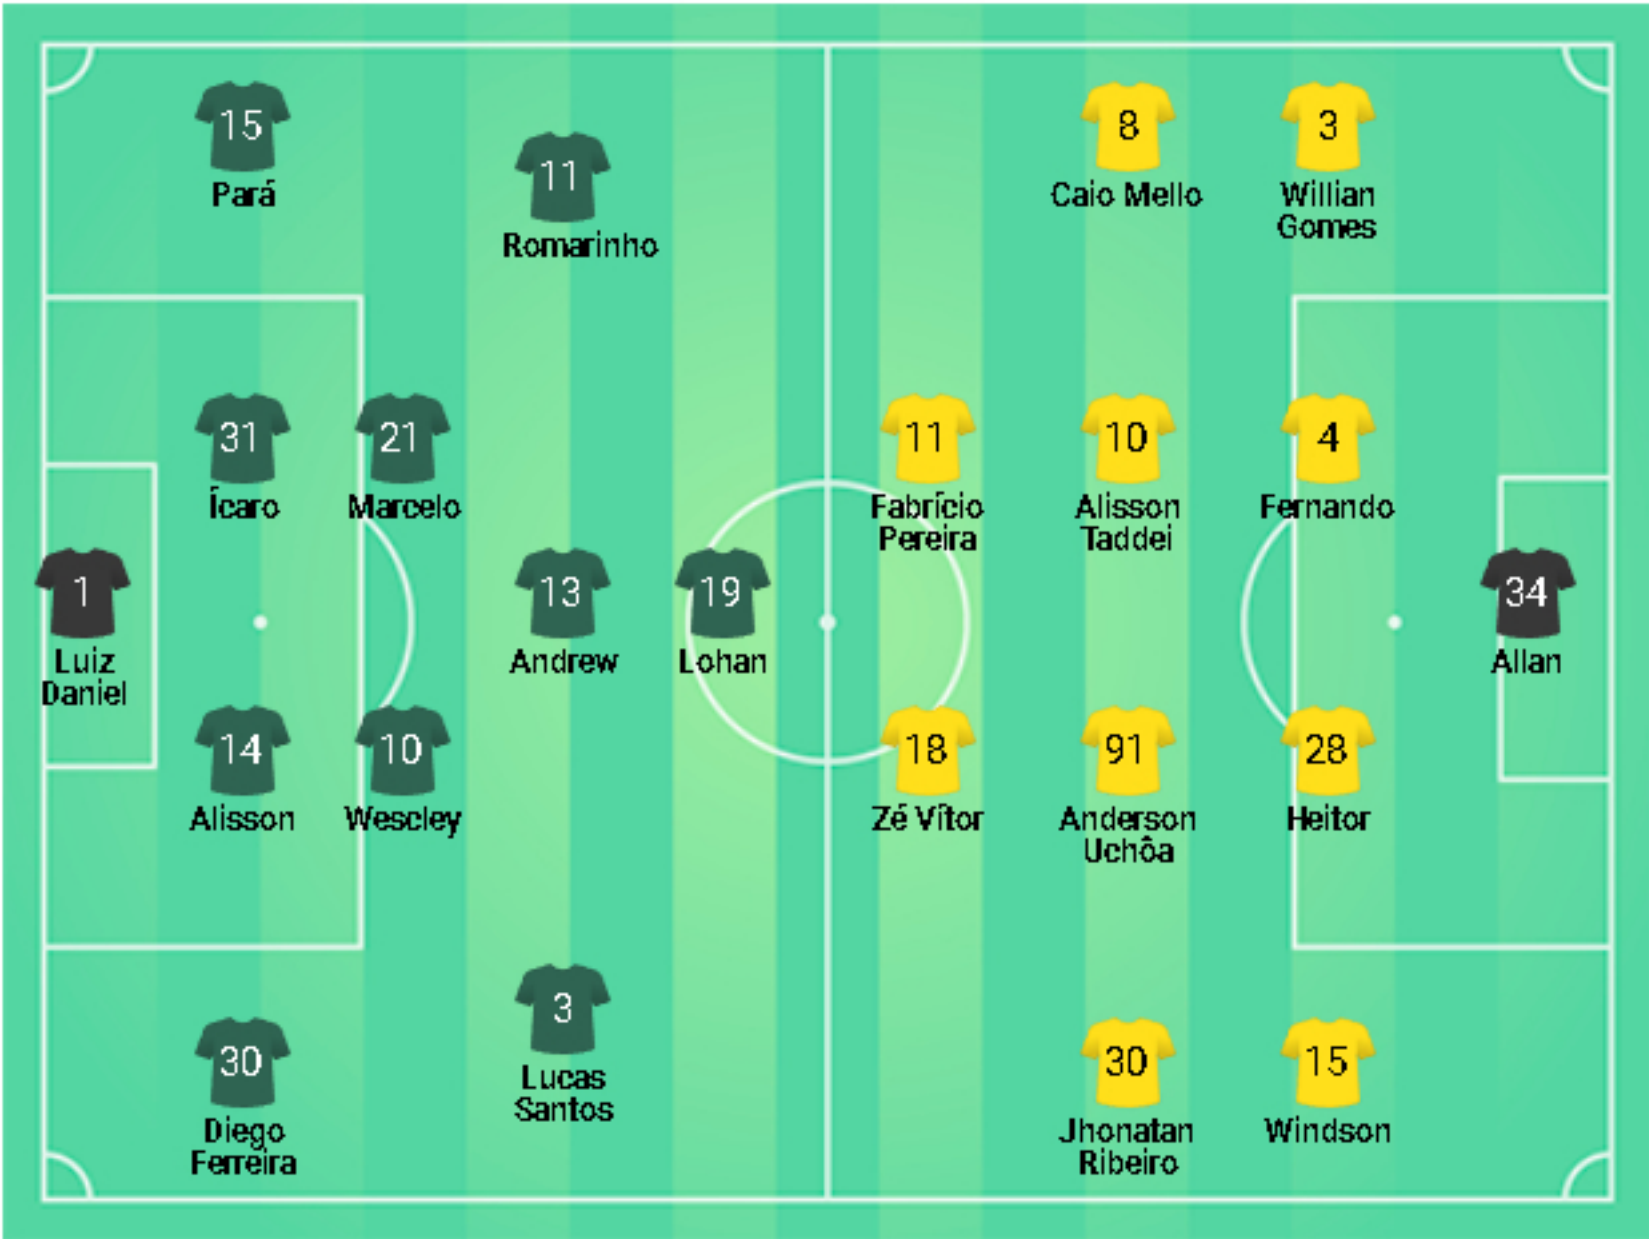 15
Pará
11
Romarinho
8
Caio Mello
3
Willian
Gomes
31
Ícaro
21
Marcelo
11
Fabrício
Pereira
10
Alisson
Taddei
4
Fernando
1
Luiz
Daniel
13
Andrew
19
Lohan
34
Allan
14
Alisson
10
Wescley
18
Zé Vítor
91
Anderson
Uchôa
28
Heitor
30
Diego
Ferreira
3
Lucas
Santos
30
Jhonatan
Ribeiro
15
Windson